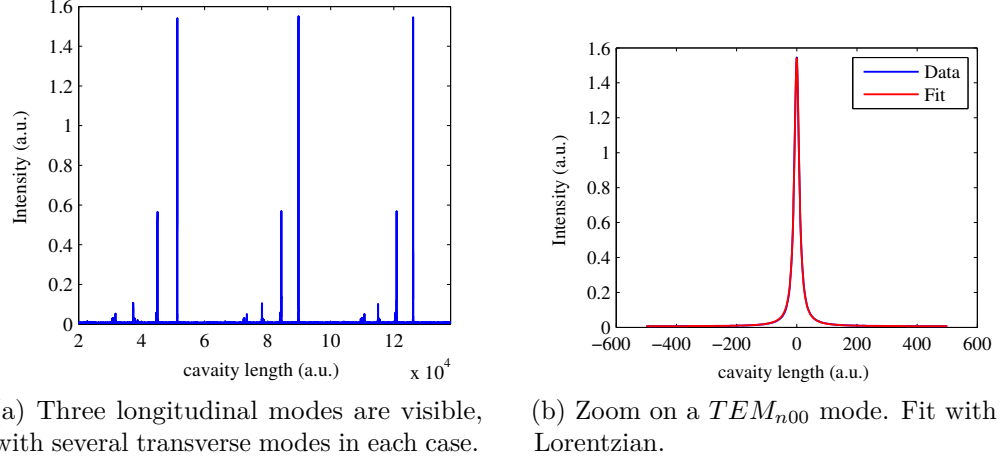 1.6
1.4
1.2
1
0.8
0.6
0.4
0.2
0
Intensity (a.u.)
2 4 6 8 10 12
cavaity length (a.u.)
x 10^4
a) Three longitudinal modes are visible,
with several transverse modes in each case.
1.6
1.4
1.2
1
0.8
0.6
0.4
0.2
0
Intensity (a.u.)
Data
Fit
−600 −400 −200 0 200 400 600
cavaity length (a.u.)
(b) Zoom on a TEM_{n00} mode. Fit with
Lorentzian.